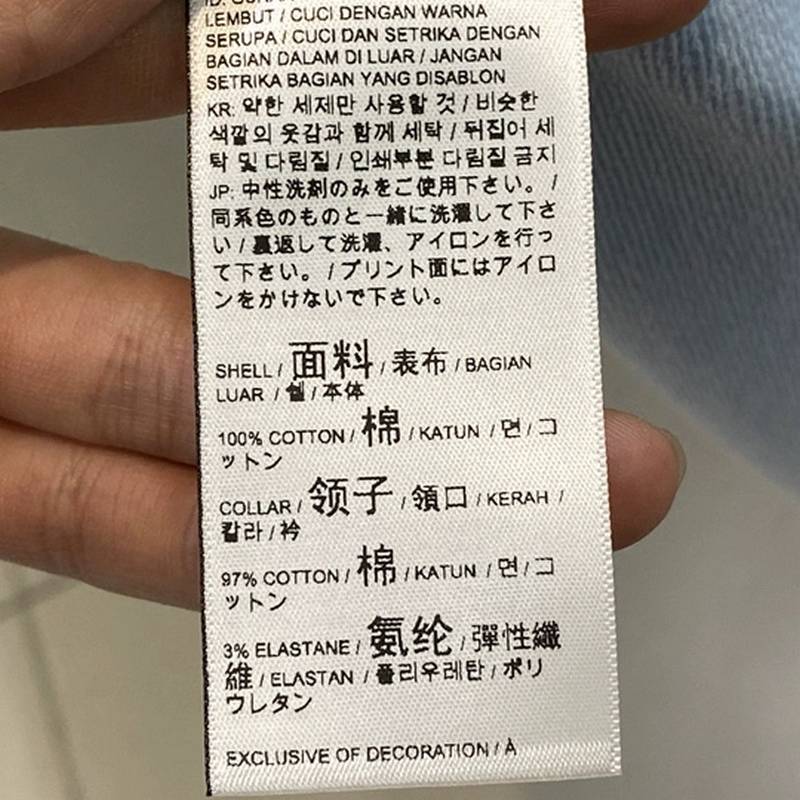 LEMBUT / CUCI DENGAN WARNA
SERUPA / CUCI DAN SETRIKA DENGAN
BAGIAN DALAM DI LUAR / JANGAN
SETRIKA BAGIAN YANG DISABLON
KR: 약한 세제만 사용할 것 / 비슷한
색깔의 옷감과 함께 세탁 / 뒤집어 세
탁 및 다림질 / 인쇄부분 다림질 금지
JP: 中性洗剤のみをご使用下さい。 /
同系色のものと一緒に洗濯して下さ
い / 裏返して洗濯、アイロンを行っ
て下さい。 / プリント面にはアイロ
ンをかけないで下さい。
SHELL / 面料 / 表布 / BAGIAN
LUAR / 쉘 / 本体
100% COTTON / 棉 / KATUN / 면 / コ
ットン
COLLAR / 领子 / 領口 / KERAH /
칼라 / 衿
97% COTTON / 棉 / KATUN / 면 / コ
ットン
3% ELASTANE / 氨纶 / 彈性纖
維 / ELASTAN / 폴리우레탄 / ポリ
ウレタン
EXCLUSIVE OF DECORATION / A